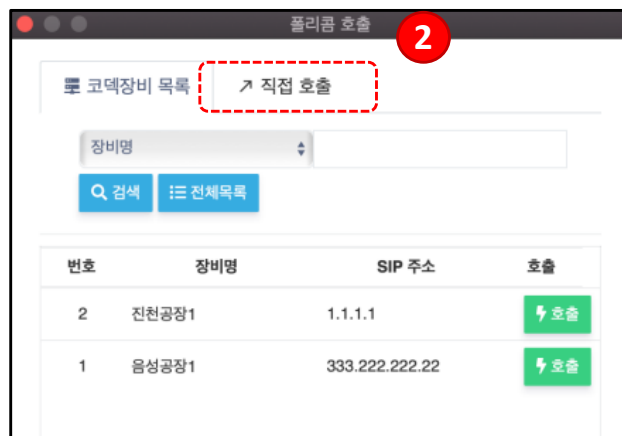 폴리콤 호출
2
코덱장비 목록 직접 호출
장비명
검색 전체목록
번호 장비명 SIP 주소 호출
2 진천공장1 1.1.1.1 호출
1 음성공장1 333.222.222.22 호출